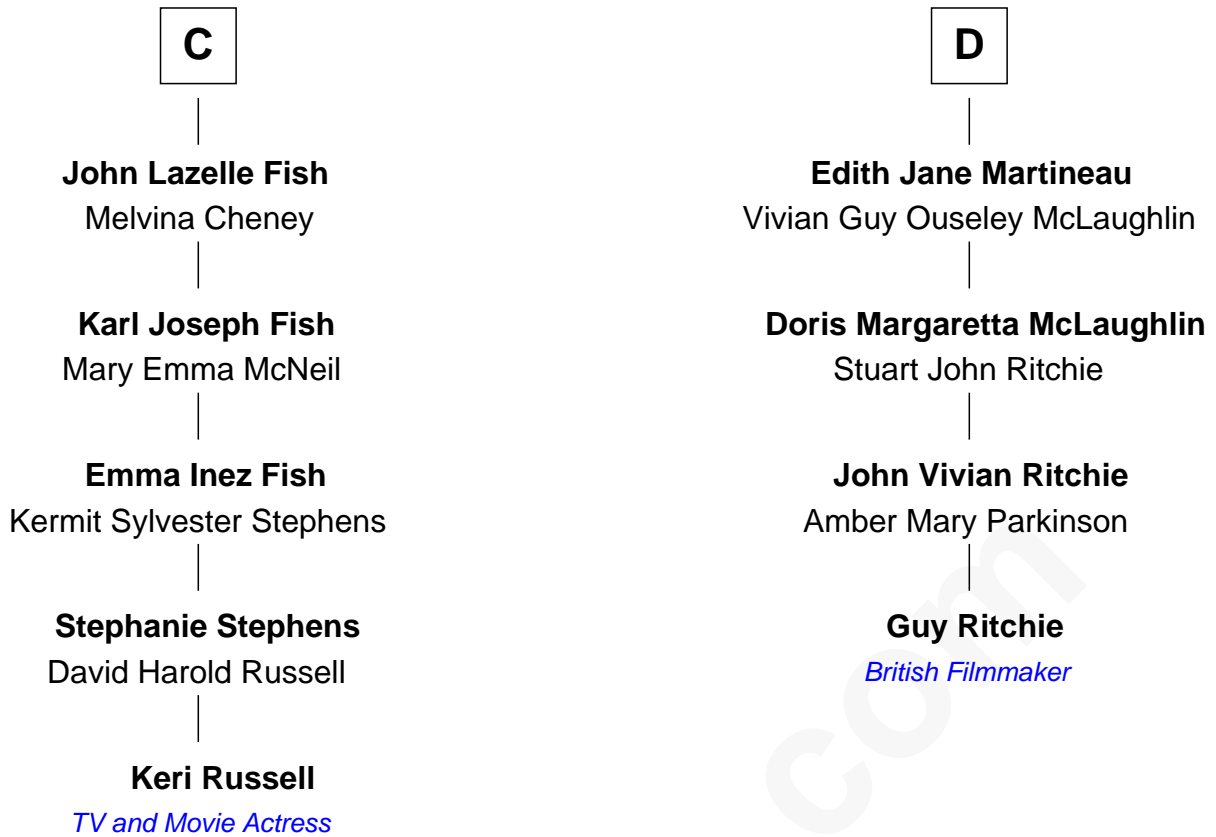 C
John Lazelle Fish
Melvina Cheney
Karl Joseph Fish
Mary Emma McNeil
Emma Inez Fish
Kermit Sylvester Stephens
Stephanie Stephens
David Harold Russell
Keri Russell
TV and Movie Actress
D
Edith Jane Martineau
Vivian Guy Ouseley McLaughlin
Doris Margaretta McLaughlin
Stuart John Ritchie
John Vivian Ritchie
Amber Mary Parkinson
Guy Ritchie
British Filmmaker
com